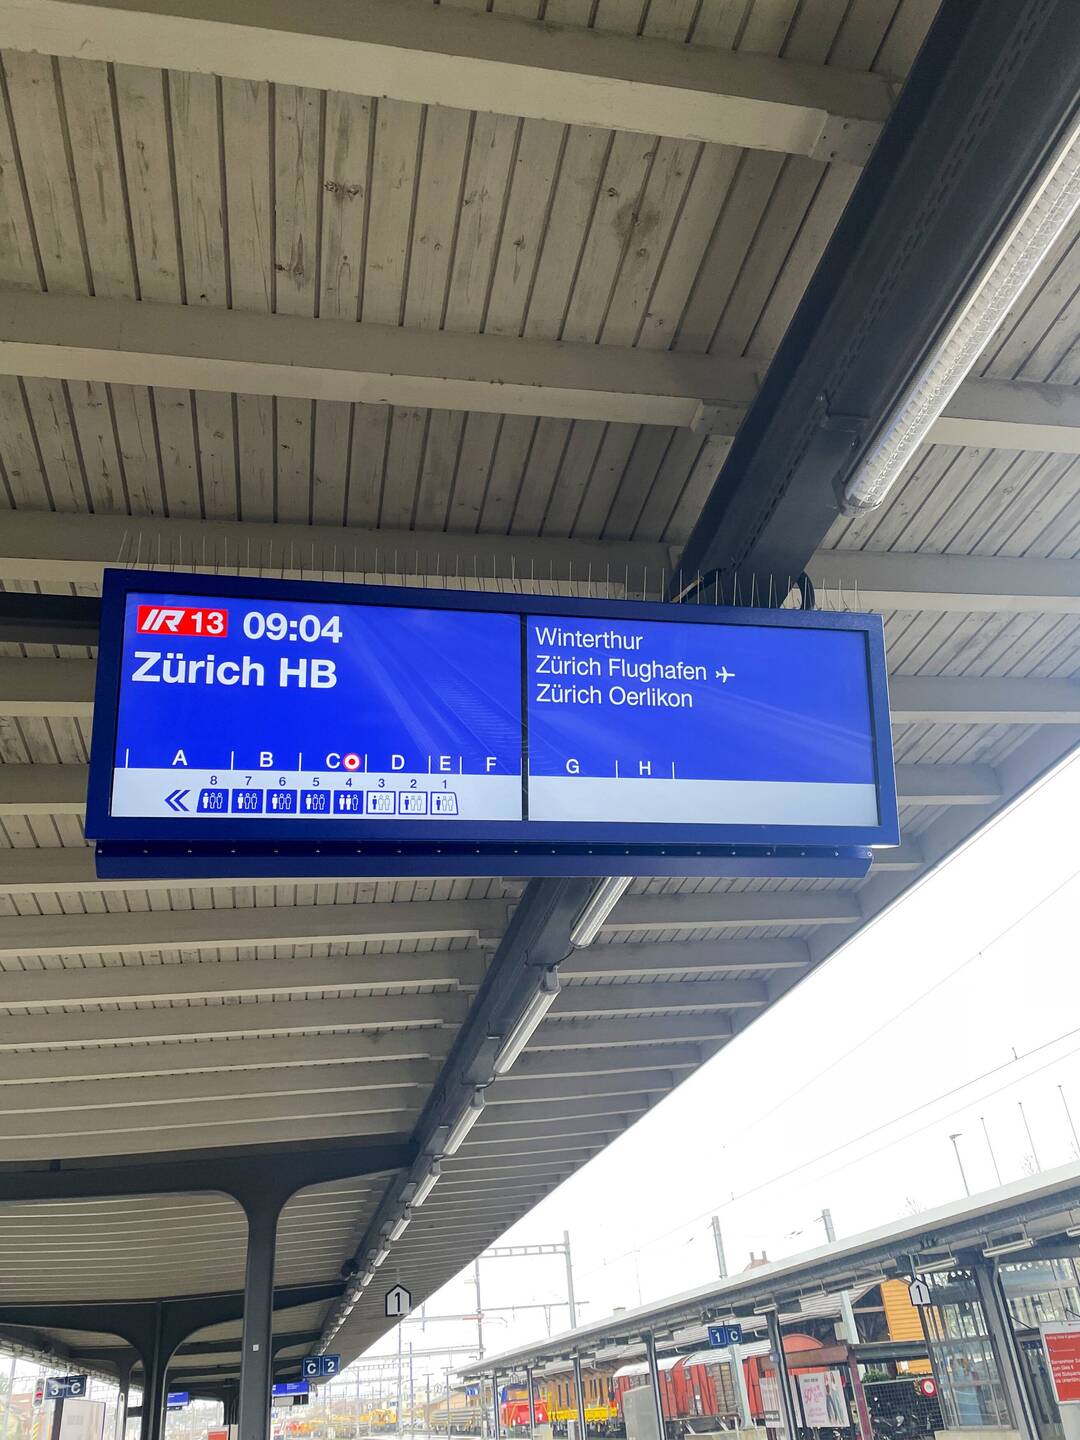 IR 13 09:04
Zürich HB
Winterthur
Zürich Flughafen
Zürich Oerlikon
A B C D E F G H
8 7 6 5 4 3 2 1
1
1
1 C
C 2
3 C